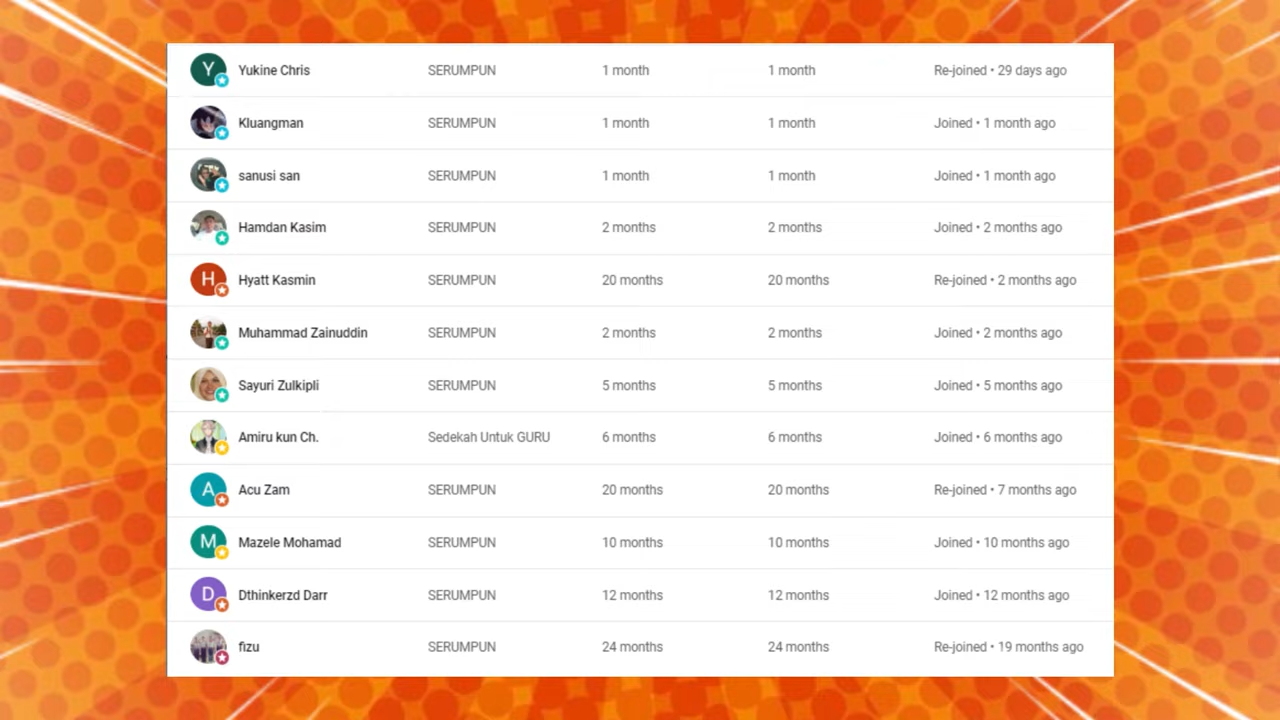 Y Yukine Chris SERUMPUN 1 month 1 month Re-joined • 29 days ago
Kluangman SERUMPUN 1 month 1 month Joined • 1 month ago
sanusi san SERUMPUN 1 month 1 month Joined • 1 month ago
Hamdan Kasim SERUMPUN 2 months 2 months Joined • 2 months ago
H Hyatt Kasmin SERUMPUN 20 months 20 months Re-joined • 2 months ago
Muhammad Zainuddin SERUMPUN 2 months 2 months Joined • 2 months ago
Sayuri Zulkipli SERUMPUN 5 months 5 months Joined • 5 months ago
Amiru kun Ch. Sedekah Untuk GURU 6 months 6 months Joined • 6 months ago
A Acu Zam SERUMPUN 20 months 20 months Re-joined • 7 months ago
M Mazele Mohamad SERUMPUN 10 months 10 months Joined • 10 months ago
D Dthinkerzd Darr SERUMPUN 12 months 12 months Joined • 12 months ago
fizu SERUMPUN 24 months 24 months Re-joined • 19 months ago